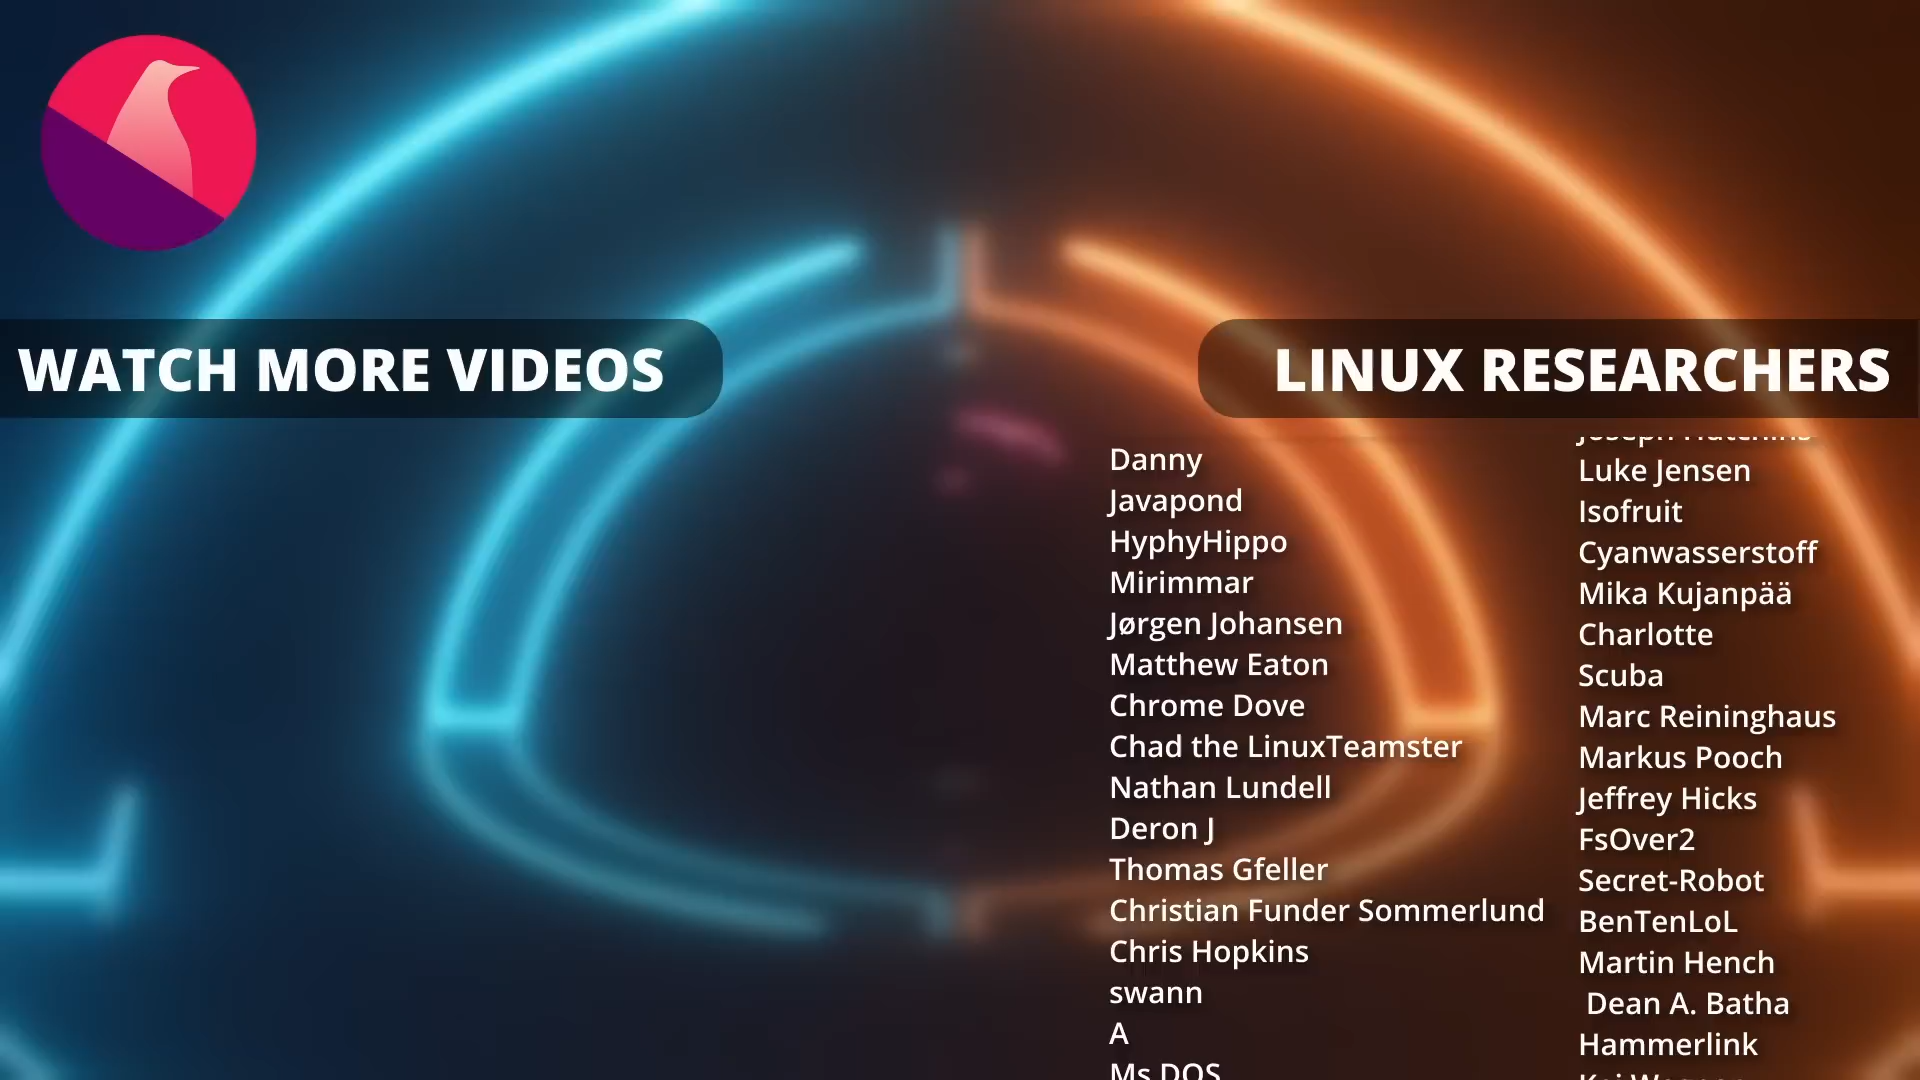 WATCH MORE VIDEOS
LINUX RESEARCHERS
Danny
Javapond
HyphyHippo
Mirimmar
Jørgen Johansen
Matthew Eaton
Chrome Dove
Chad the LinuxTeamster
Nathan Lundell
Deron J
Thomas Gfeller
Christian Funder Sommerlund
Chris Hopkins
swann
A
Ms DOS
Joseph Hutchins
Luke Jensen
Isofruit
Cyanwasserstoff
Mika Kujanpää
Charlotte
Scuba
Marc Reininghaus
Markus Pooch
Jeffrey Hicks
FsOver2
Secret-Robot
BenTenLoL
Martin Hench
Dean A. Batha
Hammerlink